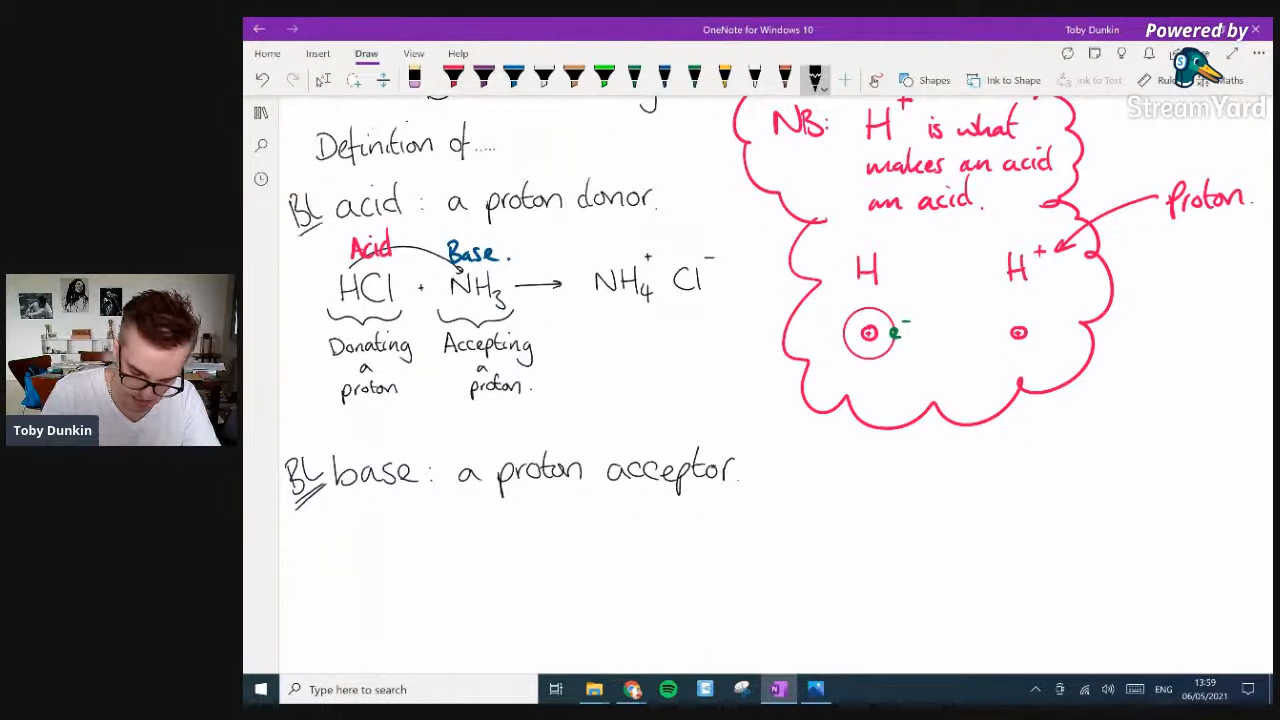 OneNote for Windows 10
Toby Dunkin
Powered by
StreamYard
Home Insert Draw View Help
Shapes Ink to Shape Ink to Text Maths
Definition of.....
BL acid : a proton donor.
Acid Base.
HCl + NH₃ → NH₄⁺ Cl⁻
Donating
a
proton
Accepting
a
proton.
BL base : a proton acceptor.
NB: H⁺ is what
makes an acid
an acid.
Proton.
H H⁺
e⁻
Toby Dunkin
Type here to search
ENG
13:59
06/05/2021